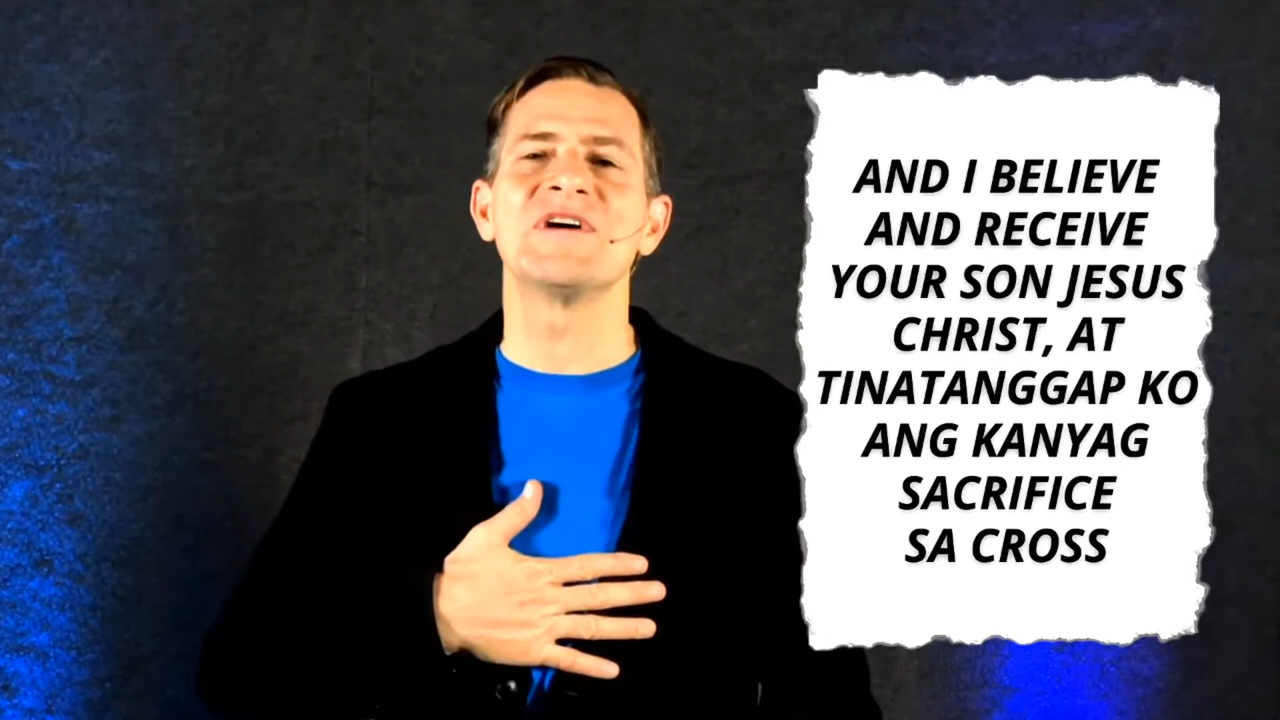 AND I BELIEVE
AND RECEIVE
YOUR SON JESUS
CHRIST, AT
TINATANGGAP KO
ANG KANYAG
SACRIFICE
SA CROSS